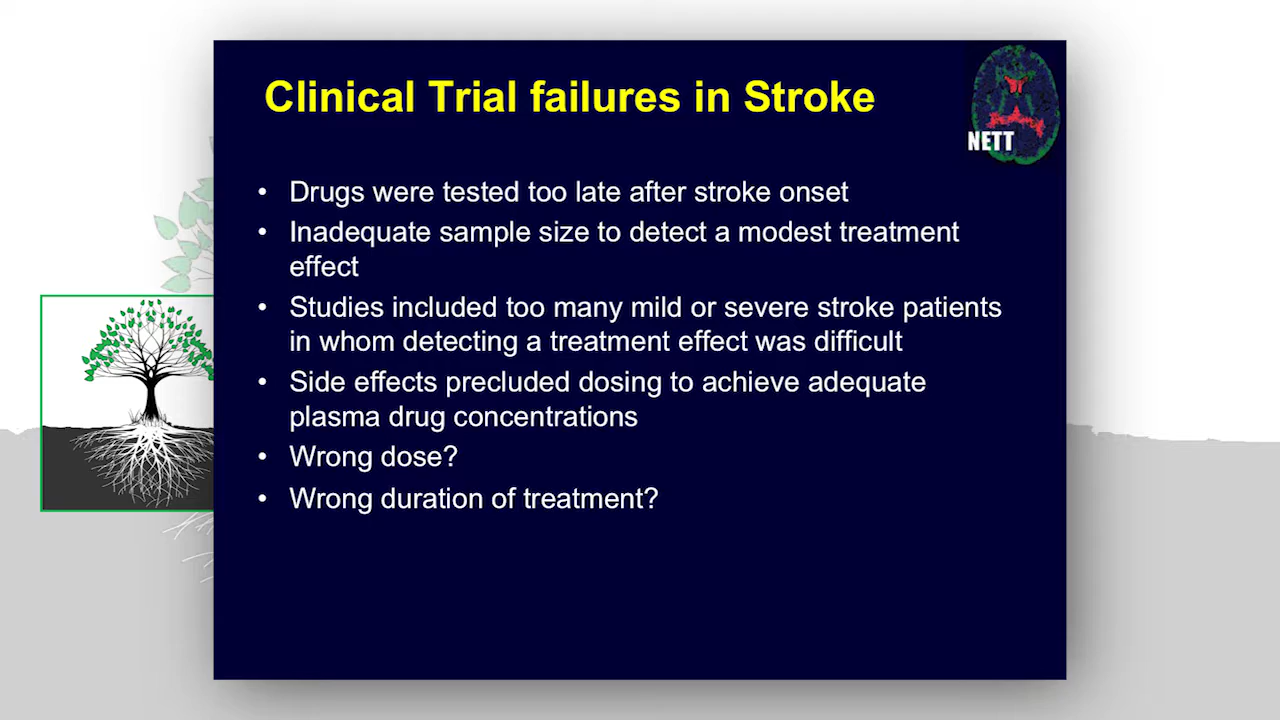 Clinical Trial failures in Stroke
NETT
• Drugs were tested too late after stroke onset
• Inadequate sample size to detect a modest treatment
effect
• Studies included too many mild or severe stroke patients
in whom detecting a treatment effect was difficult
• Side effects precluded dosing to achieve adequate
plasma drug concentrations
• Wrong dose?
• Wrong duration of treatment?